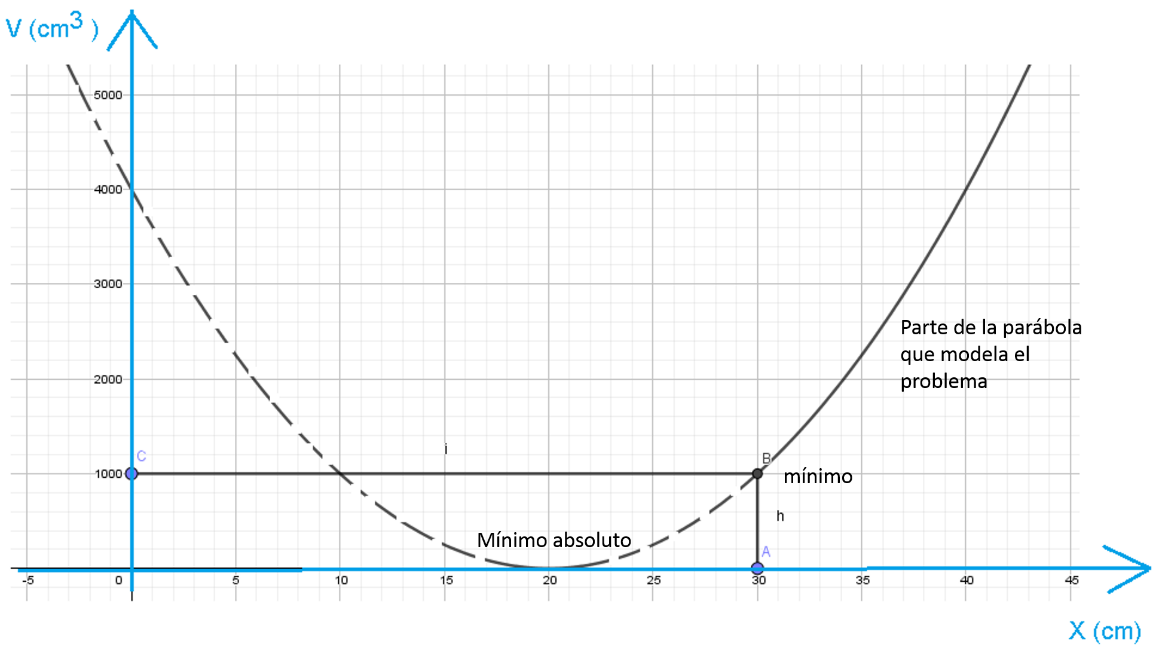 V (cm³ )
5000
4000
3000
Parte de la parábola
que modela el
problema
2000
C
i
B
1000
mínimo
h
Mínimo absoluto
A
-5 0 5 10 15 20 25 30 35 40 45
X (cm)